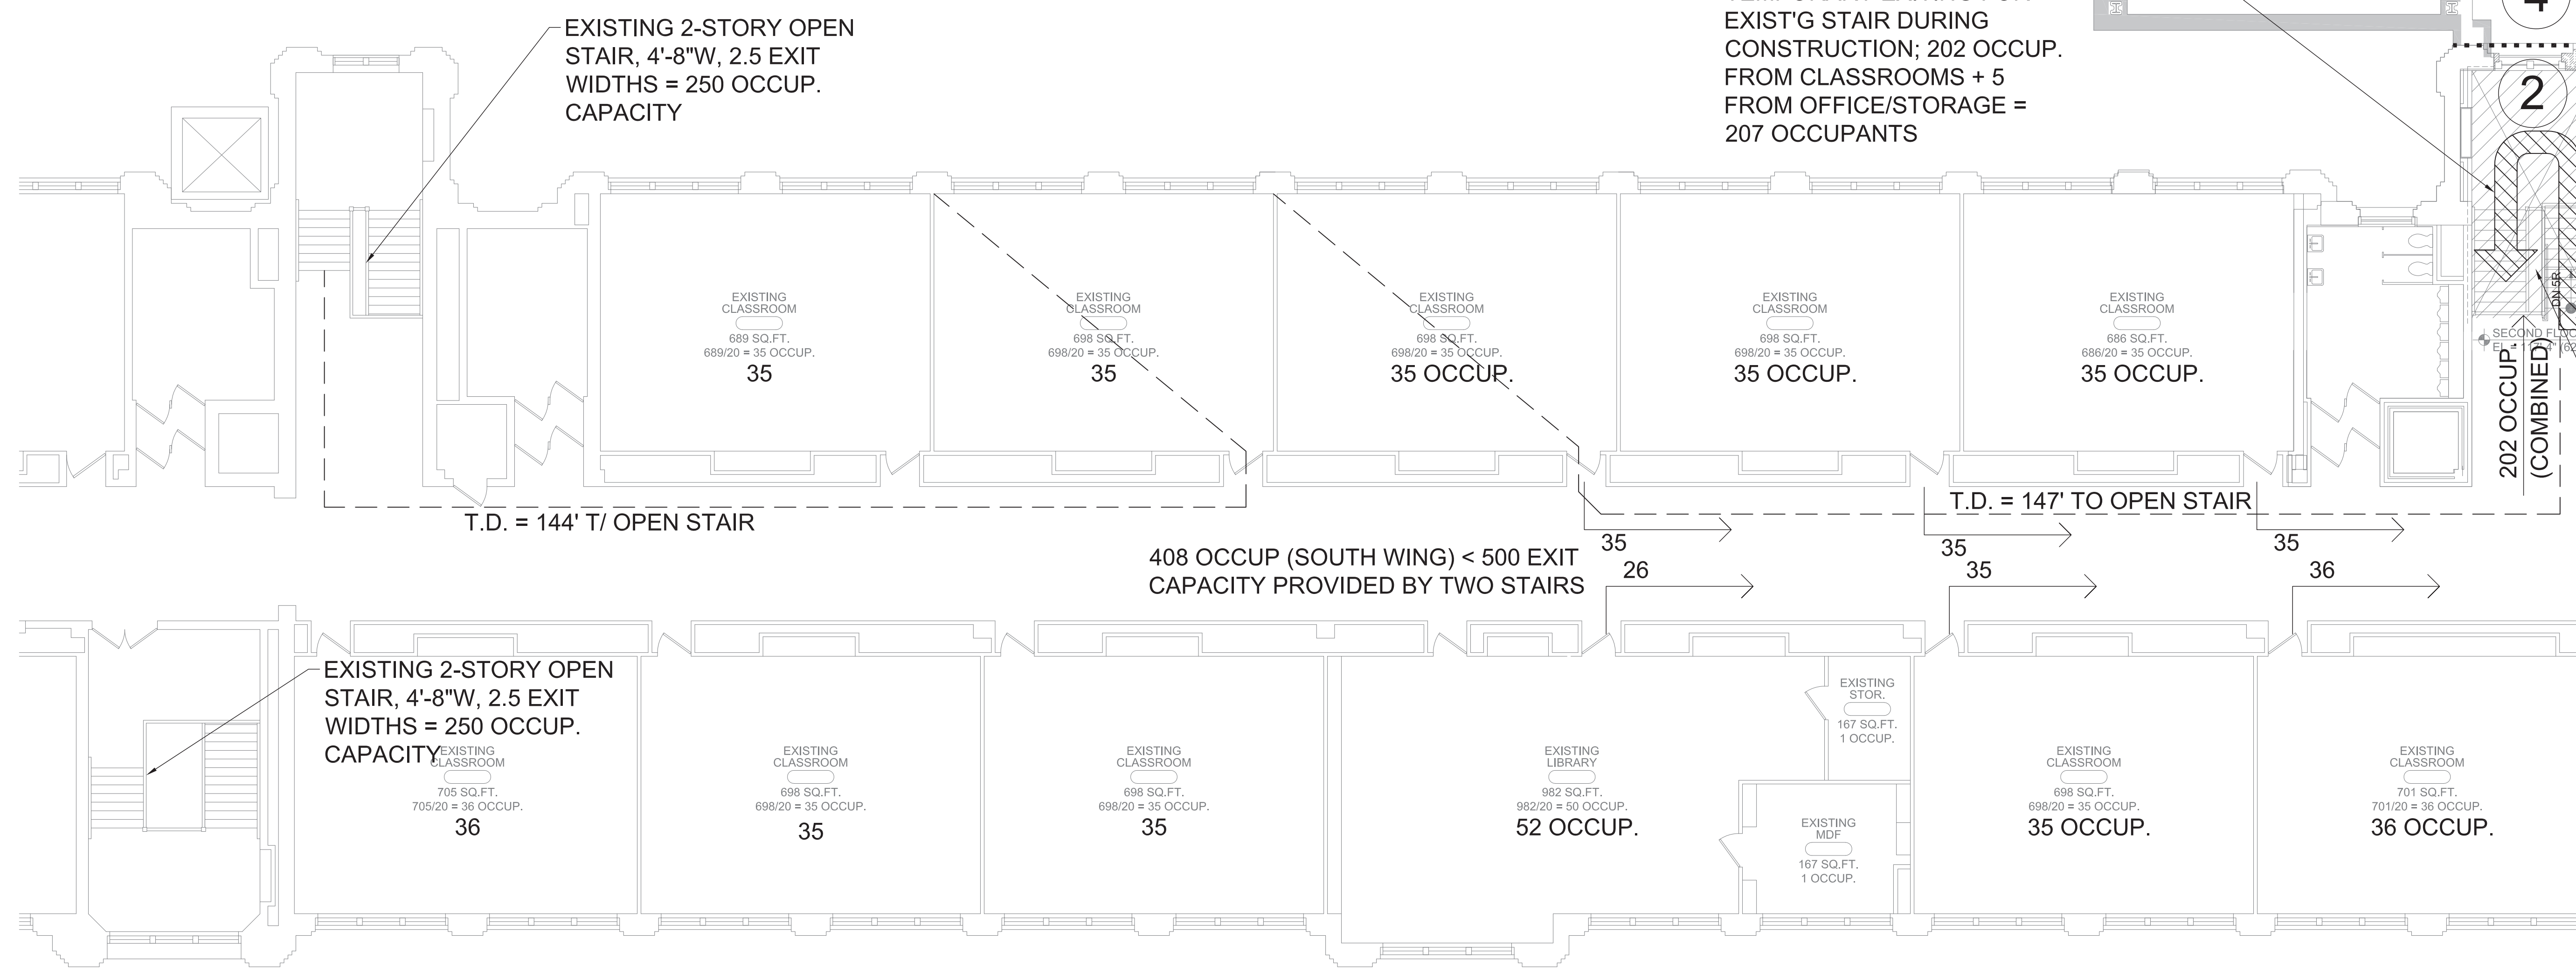 EXISTING 2-STORY OPEN
STAIR, 4'-8"W, 2.5 EXIT
WIDTHS = 250 OCCUP.
CAPACITY
EXIST'G STAIR DURING
CONSTRUCTION; 202 OCCUP.
FROM CLASSROOMS + 5
FROM OFFICE/STORAGE =
207 OCCUPANTS
2
EXISTING
CLASSROOM
689 SQ.FT.
689/20 = 35 OCCUP.
35
EXISTING
CLASSROOM
698 SQ.FT.
698/20 = 35 OCCUP.
35
EXISTING
CLASSROOM
698 SQ.FT.
698/20 = 35 OCCUP.
35 OCCUP.
EXISTING
CLASSROOM
698 SQ.FT.
698/20 = 35 OCCUP.
35 OCCUP.
EXISTING
CLASSROOM
686 SQ.FT.
686/20 = 35 OCCUP.
35 OCCUP.
DN 5R
202 OCCUP.
(COMBINED)
T.D. = 144' T/ OPEN STAIR
T.D. = 147' TO OPEN STAIR
35
35
35
408 OCCUP (SOUTH WING) < 500 EXIT
CAPACITY PROVIDED BY TWO STAIRS
26
35
36
EXISTING 2-STORY OPEN
STAIR, 4'-8"W, 2.5 EXIT
WIDTHS = 250 OCCUP.
CAPACITY
EXISTING
CLASSROOM
705 SQ.FT.
705/20 = 36 OCCUP.
36
EXISTING
CLASSROOM
698 SQ.FT.
698/20 = 35 OCCUP.
35
EXISTING
CLASSROOM
698 SQ.FT.
698/20 = 35 OCCUP.
35
EXISTING
LIBRARY
982 SQ.FT.
982/20 = 50 OCCUP.
52 OCCUP.
EXISTING
STOR.
167 SQ.FT.
1 OCCUP.
EXISTING
MDF
167 SQ.FT.
1 OCCUP.
EXISTING
CLASSROOM
698 SQ.FT.
698/20 = 35 OCCUP.
35 OCCUP.
EXISTING
CLASSROOM
701 SQ.FT.
701/20 = 36 OCCUP.
36 OCCUP.